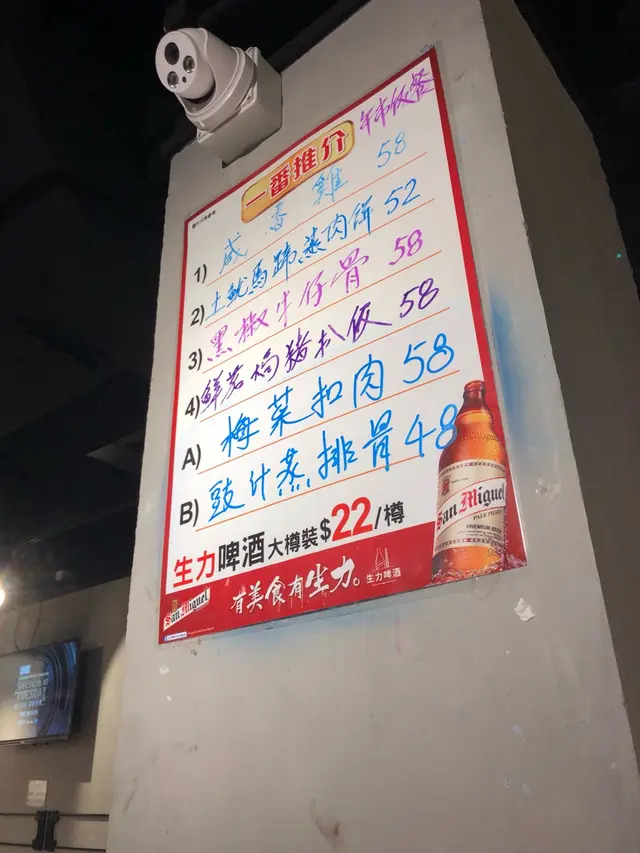 午市飯餐
一番推介
1) 咸香雞 58
2) 土魷馬蹄蒸肉餅 52
3) 黑椒牛仔骨 58
4) 鮮茄焗豬扒飯 58
A) 梅菜扣肉 58
B) 豉汁蒸排骨 48
生力啤酒 大樽裝 $22/樽
San Miguel
有美食有生力。
生力啤酒
San Miguel
PALE PILSEN
TUESDAY